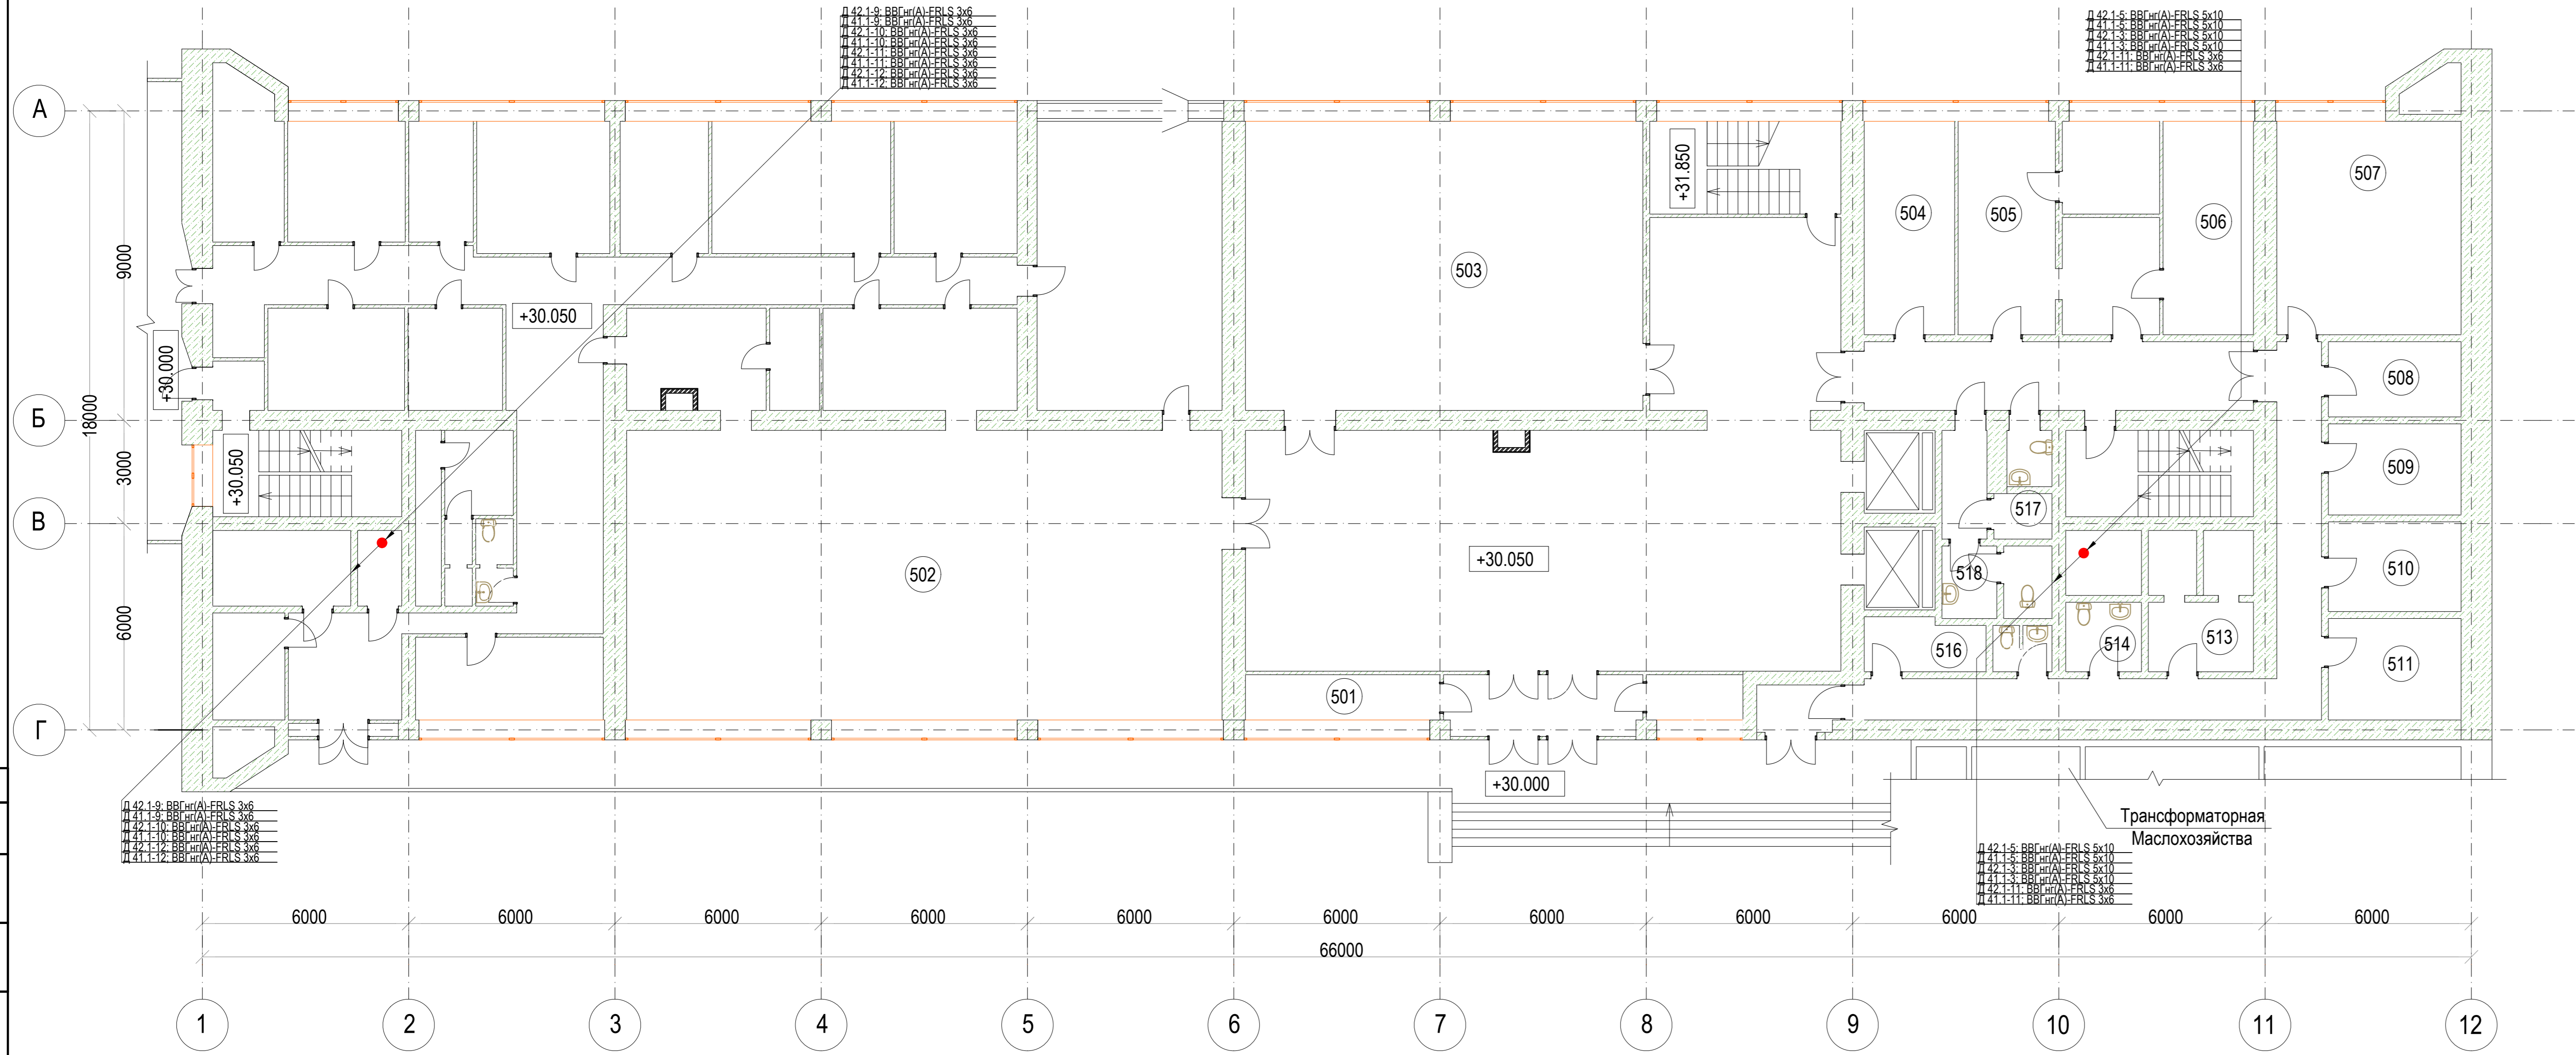 Д 42.1-9; ВВГнг(А)-FRLS 3х6
Д 41.1-9; ВВГнг(А)-FRLS 3х6
Д 42.1-10; ВВГнг(А)-FRLS 3х6
Д 41.1-10; ВВГнг(А)-FRLS 3х6
Д 42.1-11; ВВГнг(А)-FRLS 3х6
Д 41.1-11; ВВГнг(А)-FRLS 3х6
Д 42.1-12; ВВГнг(А)-FRLS 3х6
Д 41.1-12; ВВГнг(А)-FRLS 3х6
Д 42.1-5; ВВГнг(А)-FRLS 5х10
Д 41.1-5; ВВГнг(А)-FRLS 5х10
Д 42.1-3; ВВГнг(А)-FRLS 5х10
Д 41.1-3; ВВГнг(А)-FRLS 5х10
Д 42.1-11; ВВГнг(А)-FRLS 3х6
Д 41.1-11; ВВГнг(А)-FRLS 3х6
А
+31.850
507
504
505
506
9000
503
+30.050
+30.000
508
Б
18000
3000
+30.050
509
517
В
+30.050
502
518
510
6000
516
514
513
511
501
Г
+30.000
Трансформаторная
Маслохозяйства
Д 42.1-9; ВВГнг(А)-FRLS 3х6
Д 41.1-9; ВВГнг(А)-FRLS 3х6
Д 42.1-10; ВВГнг(А)-FRLS 3х6
Д 41.1-10; ВВГнг(А)-FRLS 3х6
Д 42.1-12; ВВГнг(А)-FRLS 3х6
Д 41.1-12; ВВГнг(А)-FRLS 3х6
Д 42.1-5; ВВГнг(А)-FRLS 5х10
Д 41.1-5; ВВГнг(А)-FRLS 5х10
Д 42.1-3; ВВГнг(А)-FRLS 5х10
Д 41.1-3; ВВГнг(А)-FRLS 5х10
Д 42.1-11; ВВГнг(А)-FRLS 3х6
Д 41.1-11; ВВГнг(А)-FRLS 3х6
6000 6000 6000 6000 6000 6000 6000 6000 6000 6000 6000
66000
1 2 3 4 5 6 7 8 9 10 11 12